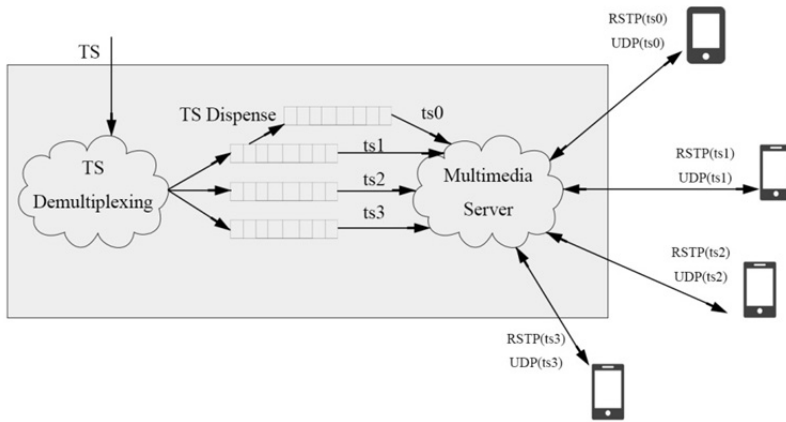 TS
RSTP(ts0)
UDP(ts0)
TS Dispense
ts0
TS
Demultiplexing
ts1
ts2
ts3
Multimedia
Server
RSTP(ts1)
UDP(ts1)
RSTP(ts2)
UDP(ts2)
RSTP(ts3)
UDP(ts3)